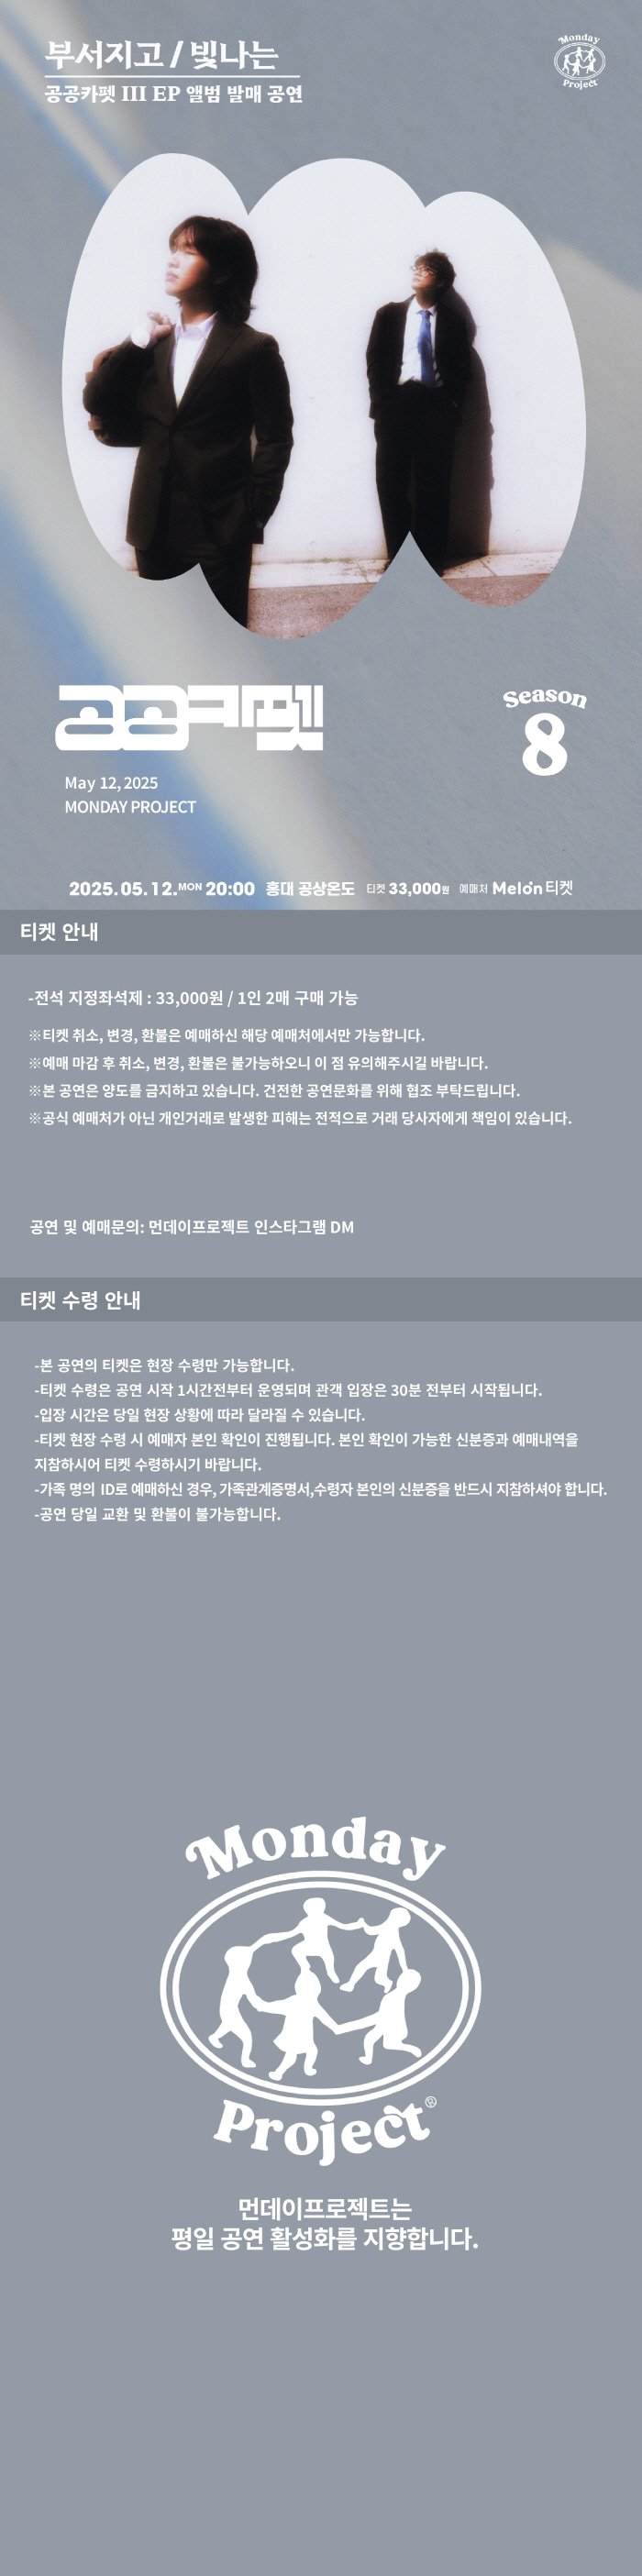 부서지고 / 빛나는
공공카펫 III EP 앨범 발매 공연
Monday
Project
공공카펫
Season
8
May 12, 2025
MONDAY PROJECT
2025. 05. 12.MON 20:00 홍대 공상온도 티켓 33,000원 예매처 Melon티켓
티켓 안내
-전석 지정좌석제 : 33,000원 / 1인 2매 구매 가능
※티켓 취소, 변경, 환불은 예매하신 해당 예매처에서만 가능합니다.
※예매 마감 후 취소, 변경, 환불은 불가능하오니 이 점 유의해주시길 바랍니다.
※본 공연은 양도를 금지하고 있습니다. 건전한 공연문화를 위해 협조 부탁드립니다.
※공식 예매처가 아닌 개인거래로 발생한 피해는 전적으로 거래 당사자에게 책임이 있습니다.
공연 및 예매문의: 먼데이프로젝트 인스타그램 DM
티켓 수령 안내
-본 공연의 티켓은 현장 수령만 가능합니다.
-티켓 수령은 공연 시작 1시간전부터 운영되며 관객 입장은 30분 전부터 시작됩니다.
-입장 시간은 당일 현장 상황에 따라 달라질 수 있습니다.
-티켓 현장 수령 시 예매자 본인 확인이 진행됩니다. 본인 확인이 가능한 신분증과 예매내역을
지참하시어 티켓 수령하시기 바랍니다.
-가족 명의 ID로 예매하신 경우, 가족관계증명서,수령자 본인의 신분증을 반드시 지참하셔야 합니다.
-공연 당일 교환 및 환불이 불가능합니다.
Monday
Project
먼데이프로젝트는
평일 공연 활성화를 지향합니다.